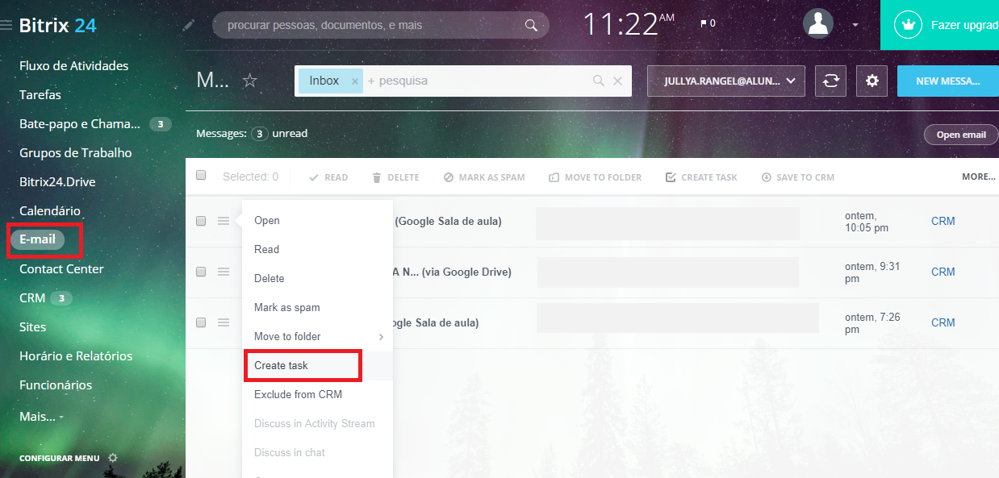 Bitrix 24
procurar pessoas, documentos, e mais
11:22 AM
0
Fazer upgrad
Fluxo de Atividades
Tarefas
Bate-papo e Chama... 3
Grupos de Trabalho
Bitrix24.Drive
Calendário
E-mail
Contact Center
CRM 3
Sites
Horário e Relatórios
Funcionários
Mais...
CONFIGURAR MENU
M...
Inbox × + pesquisa
JULLYA.RANGEL@ALUN...
NEW MESSA...
Messages: 3 unread
Open email
Selected: 0
READ
DELETE
MARK AS SPAM
MOVE TO FOLDER
CREATE TASK
SAVE TO CRM
MORE...
(Google Sala de aula)
ontem,
10:05 pm
CRM
A N... (via Google Drive)
ontem, 9:31
pm
CRM
ogle Sala de aula)
ontem, 7:26
pm
CRM
Open
Read
Delete
Mark as spam
Move to folder
Create task
Exclude from CRM
Discuss in Activity Stream
Discuss in chat